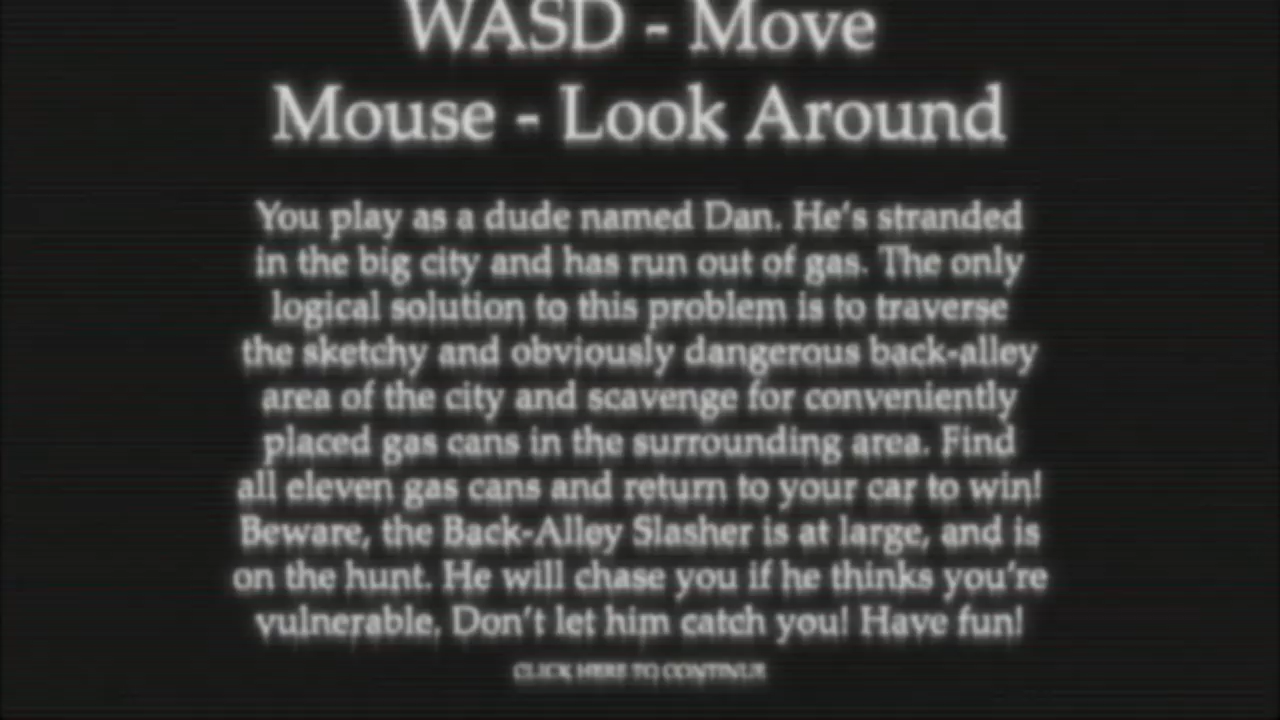 WASD - Move
Mouse - Look Around
You play as a dude named Dan. He's stranded
in the big city and has run out of gas. The only
logical solution to this problem is to traverse
the sketchy and obviously dangerous back-alley
area of the city and scavenge for conveniently
placed gas cans in the surrounding area. Find
all eleven gas cans and return to your car to win!
Beware, the Back-Alley Slasher is at large, and is
on the hunt. He will chase you if he thinks you're
vulnerable. Don't let him catch you! Have fun!
CLICK HERE TO CONTINUE